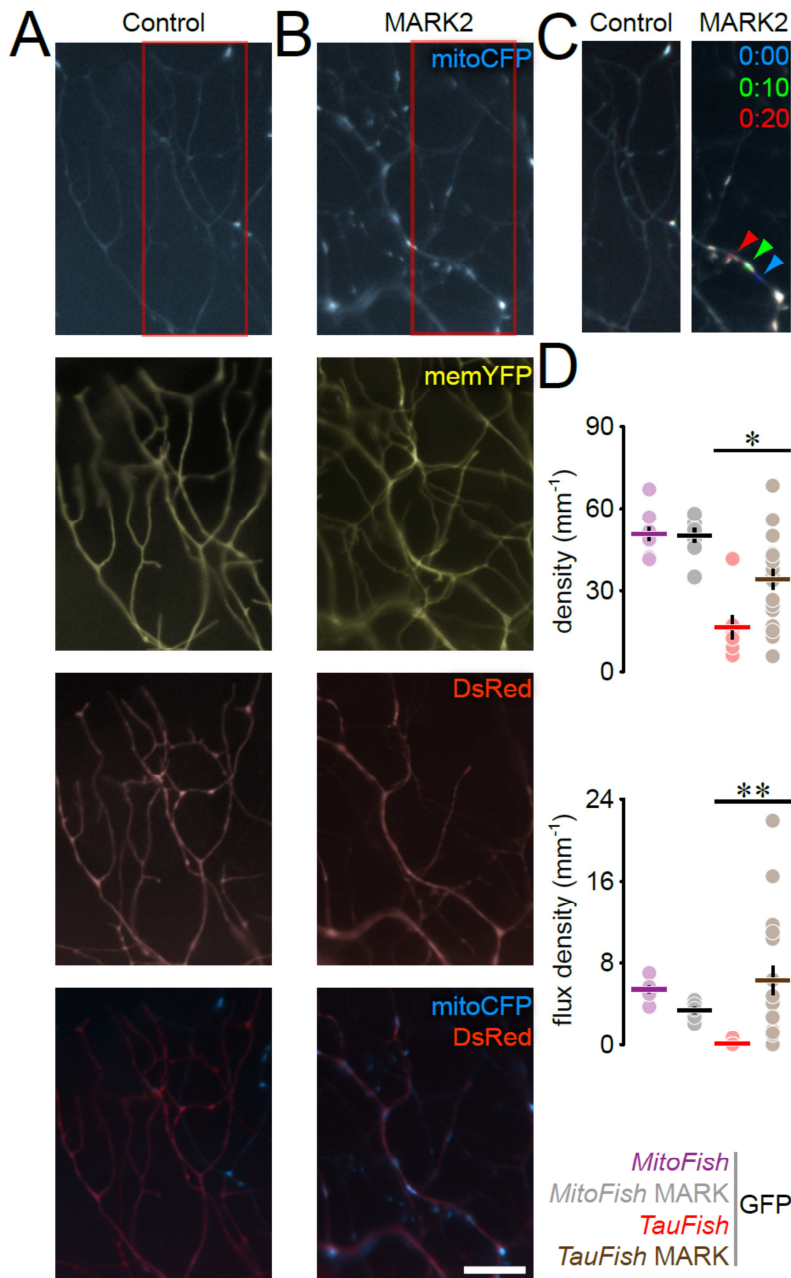 A
Control
B
MARK2
mitoCFP
C
Control
MARK2
0:00
0:10
0:20
memYFP
D
density (mm⁻¹)
90
60
30
0
*
DsRed
flux density (mm⁻¹)
24
16
8
0
**
mitoCFP
DsRed
MitoFish
MitoFish MARK
TauFish
TauFish MARK
GFP